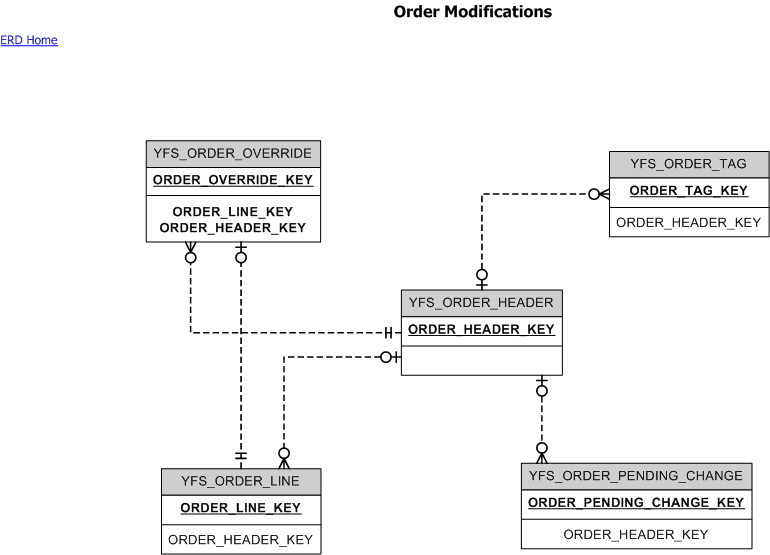 Order Modifications
ERD Home
YFS_ORDER_OVERRIDE
ORDER_OVERRIDE_KEY
ORDER_LINE_KEY
ORDER_HEADER_KEY
YFS_ORDER_TAG
ORDER_TAG_KEY
ORDER_HEADER_KEY
YFS_ORDER_HEADER
ORDER_HEADER_KEY
YFS_ORDER_LINE
ORDER_LINE_KEY
ORDER_HEADER_KEY
YFS_ORDER_PENDING_CHANGE
ORDER_PENDING_CHANGE_KEY
ORDER_HEADER_KEY